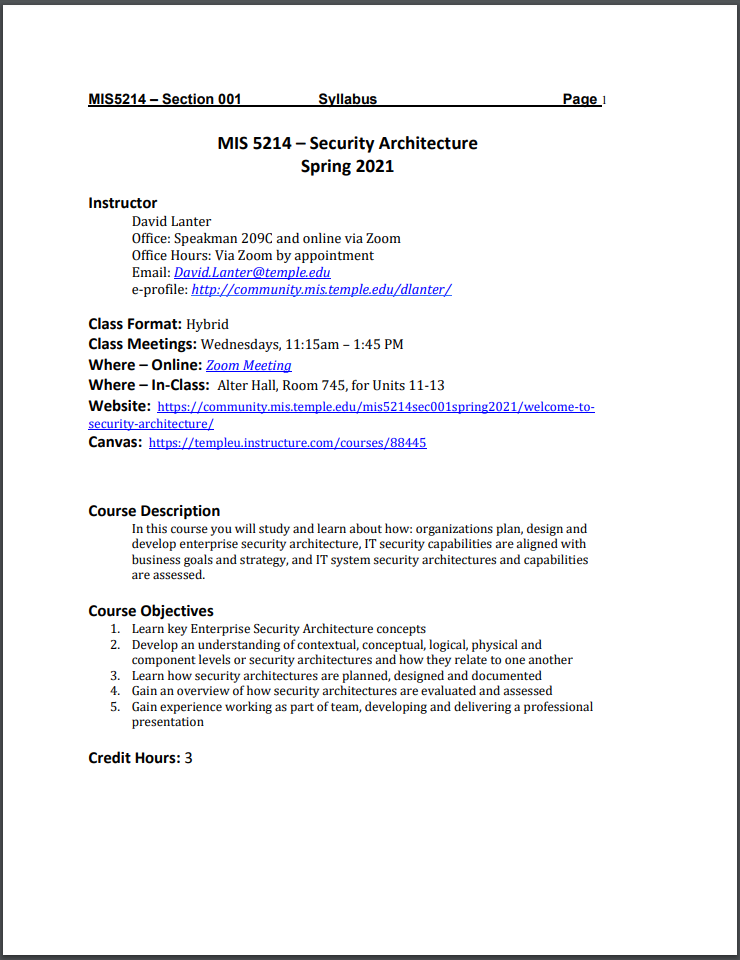 MIS5214 – Section 001 Syllabus Page 1
MIS 5214 – Security Architecture
Spring 2021
Instructor
David Lanter
Office: Speakman 209C and online via Zoom
Office Hours: Via Zoom by appointment
Email: David.Lanter@temple.edu
e-profile: http://community.mis.temple.edu/dlanter/
Class Format: Hybrid
Class Meetings: Wednesdays, 11:15am – 1:45 PM
Where – Online: Zoom Meeting
Where – In-Class: Alter Hall, Room 745, for Units 11-13
Website: https://community.mis.temple.edu/mis5214sec001spring2021/welcome-to-
security-architecture/
Canvas: https://templeu.instructure.com/courses/88445
Course Description
In this course you will study and learn about how: organizations plan, design and
develop enterprise security architecture, IT security capabilities are aligned with
business goals and strategy, and IT system security architectures and capabilities
are assessed.
Course Objectives
1. Learn key Enterprise Security Architecture concepts
2. Develop an understanding of contextual, conceptual, logical, physical and
component levels or security architectures and how they relate to one another
3. Learn how security architectures are planned, designed and documented
4. Gain an overview of how security architectures are evaluated and assessed
5. Gain experience working as part of team, developing and delivering a professional
presentation
Credit Hours: 3